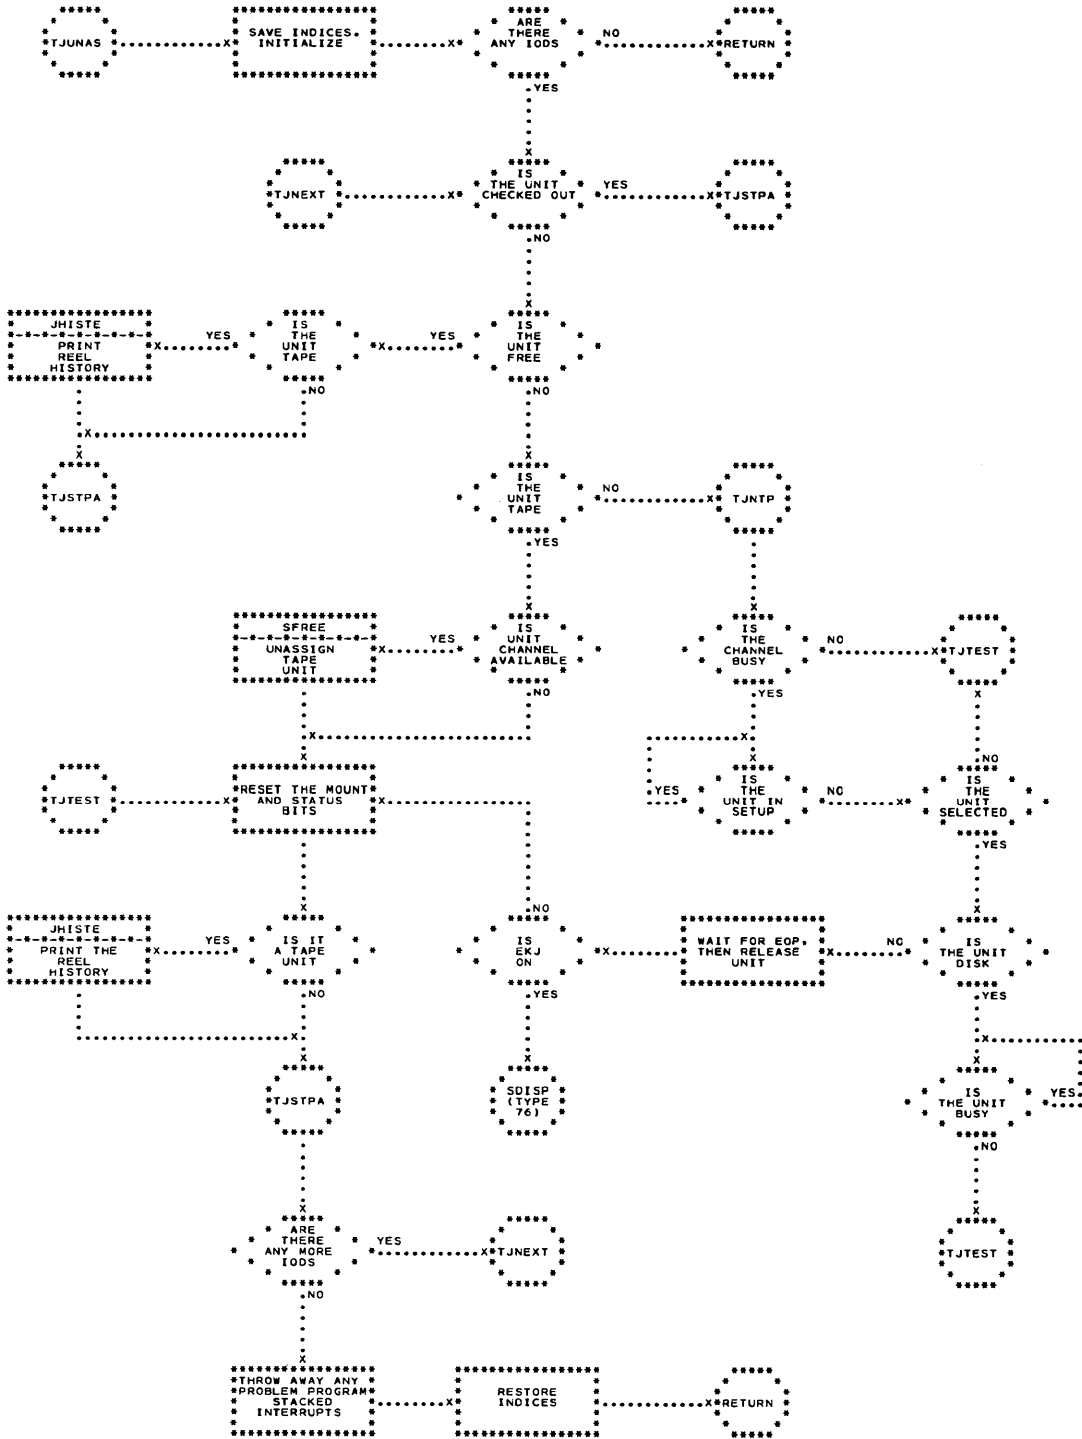 TJUNAS
SAVE INDICES.
INITIALIZE
ARE
THERE
ANY IODS
NO
RETURN
YES
TJNEXT
IS
THE UNIT
CHECKED OUT
YES
TJSTPA
NO
JHISTE
PRINT
REEL
HISTORY
YES
IS
THE
UNIT
TAPE
YES
IS
THE
UNIT
FREE
NO
NO
TJSTPA
IS
THE
UNIT
TAPE
NO
TJNTP
YES
SFREE
UNASSIGN
TAPE
UNIT
YES
IS
UNIT
CHANNEL
AVAILABLE
IS
THE
CHANNEL
BUSY
NO
TJTEST
NO
YES
TJTEST
RESET THE MOUNT
AND STATUS
BITS
YES
IS
THE
UNIT IN
SETUP
NO
NO
IS
THE
UNIT
SELECTED
YES
JHISTE
PRINT THE
REEL
HISTORY
YES
IS IT
A TAPE
UNIT
NO
IS
EKJ
ON
WAIT FOR EOP.
THEN RELEASE
UNIT
NO
IS
THE UNIT
DISK
NO
YES
YES
TJSTPA
SDISP
(TYPE
76)
IS
THE UNIT
BUSY
YES
NO
ARE
THERE
ANY MORE
IODS
YES
TJNEXT
TJTEST
NO
THROW AWAY ANY
PROBLEM PROGRAM
STACKED
INTERRUPTS
RESTORE
INDICES
RETURN